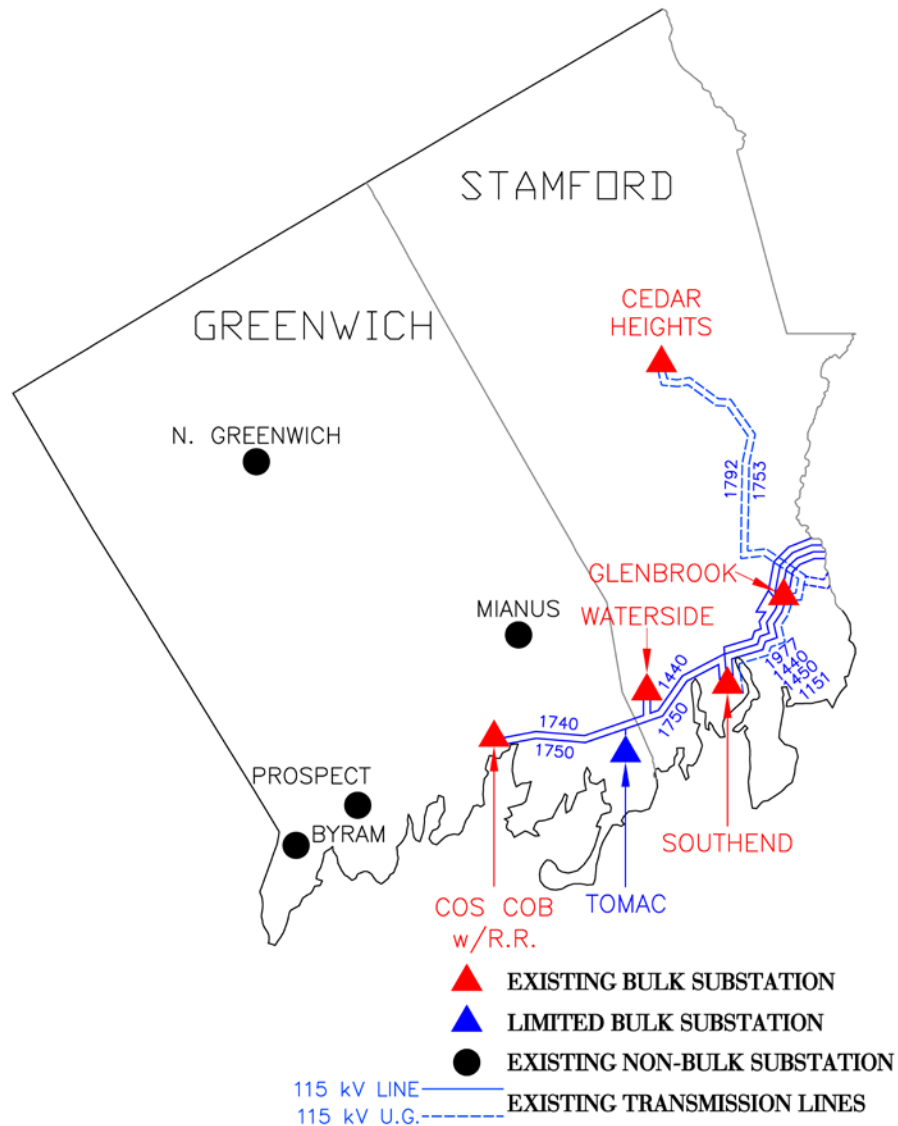 STAMFORD
GREENWICH
CEDAR
HEIGHTS
N. GREENWICH
1792
1753
GLENBROOK
MIANUS
WATERSIDE
1440
1977
1440
1450
1151
1740
1750
1750
PROSPECT
BYRAM
SOUTHEND
COS COB
w/R.R.
TOMAC
EXISTING BULK SUBSTATION
LIMITED BULK SUBSTATION
EXISTING NON-BULK SUBSTATION
115 kV LINE
115 kV U.G.
EXISTING TRANSMISSION LINES